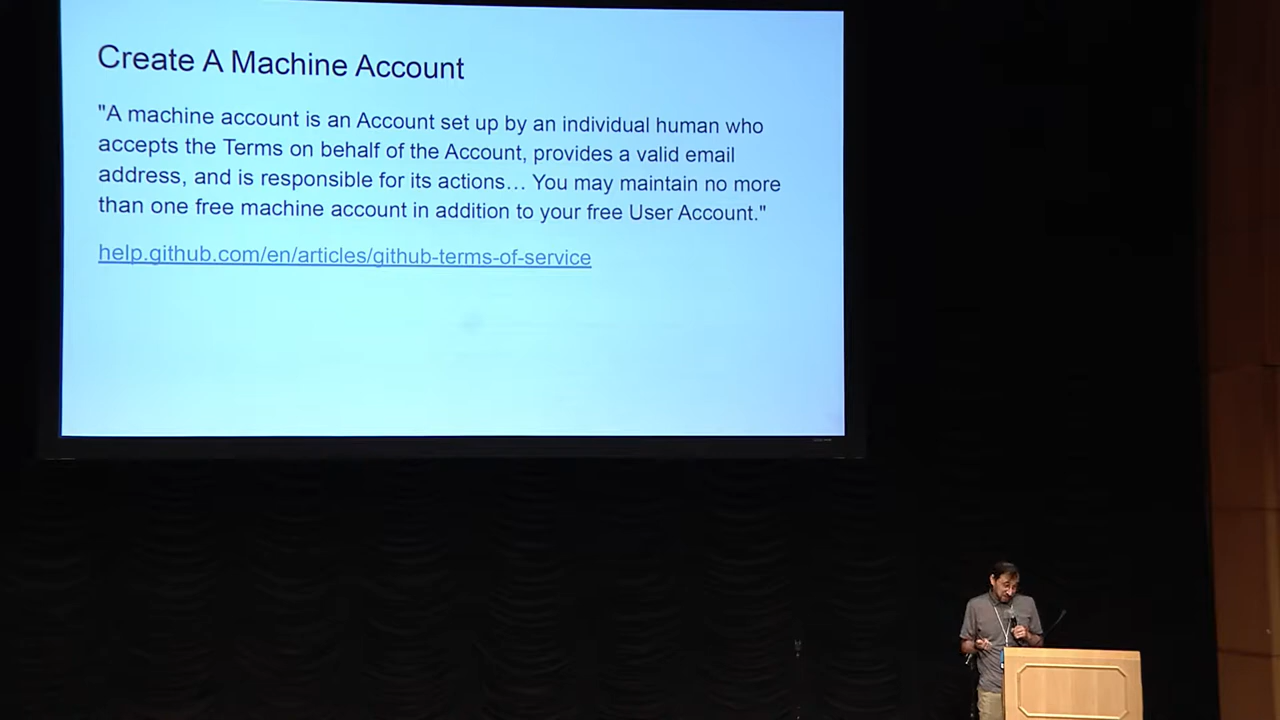 Create A Machine Account
"A machine account is an Account set up by an individual human who
accepts the Terms on behalf of the Account, provides a valid email
address, and is responsible for its actions… You may maintain no more
than one free machine account in addition to your free User Account."
help.github.com/en/articles/github-terms-of-service